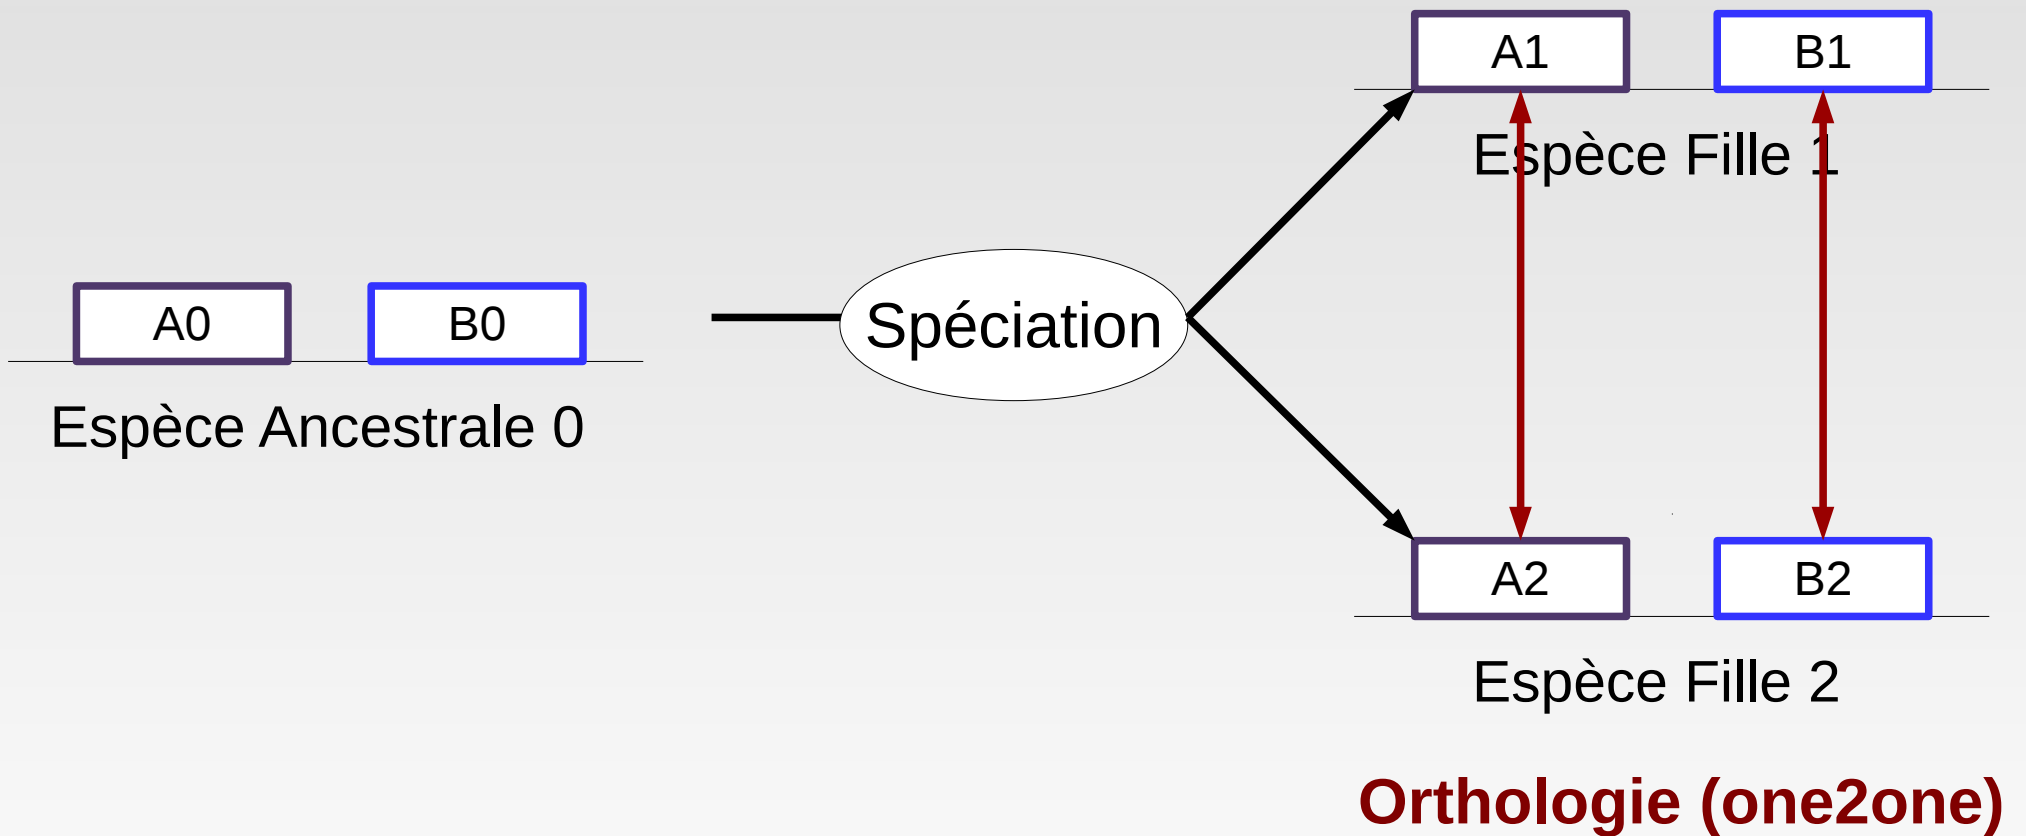 A1
B1
Espèce Fille 1
Spéciation
A0
B0
Espèce Ancestrale 0
A2
B2
Espèce Fille 2
Orthologie (one2one)